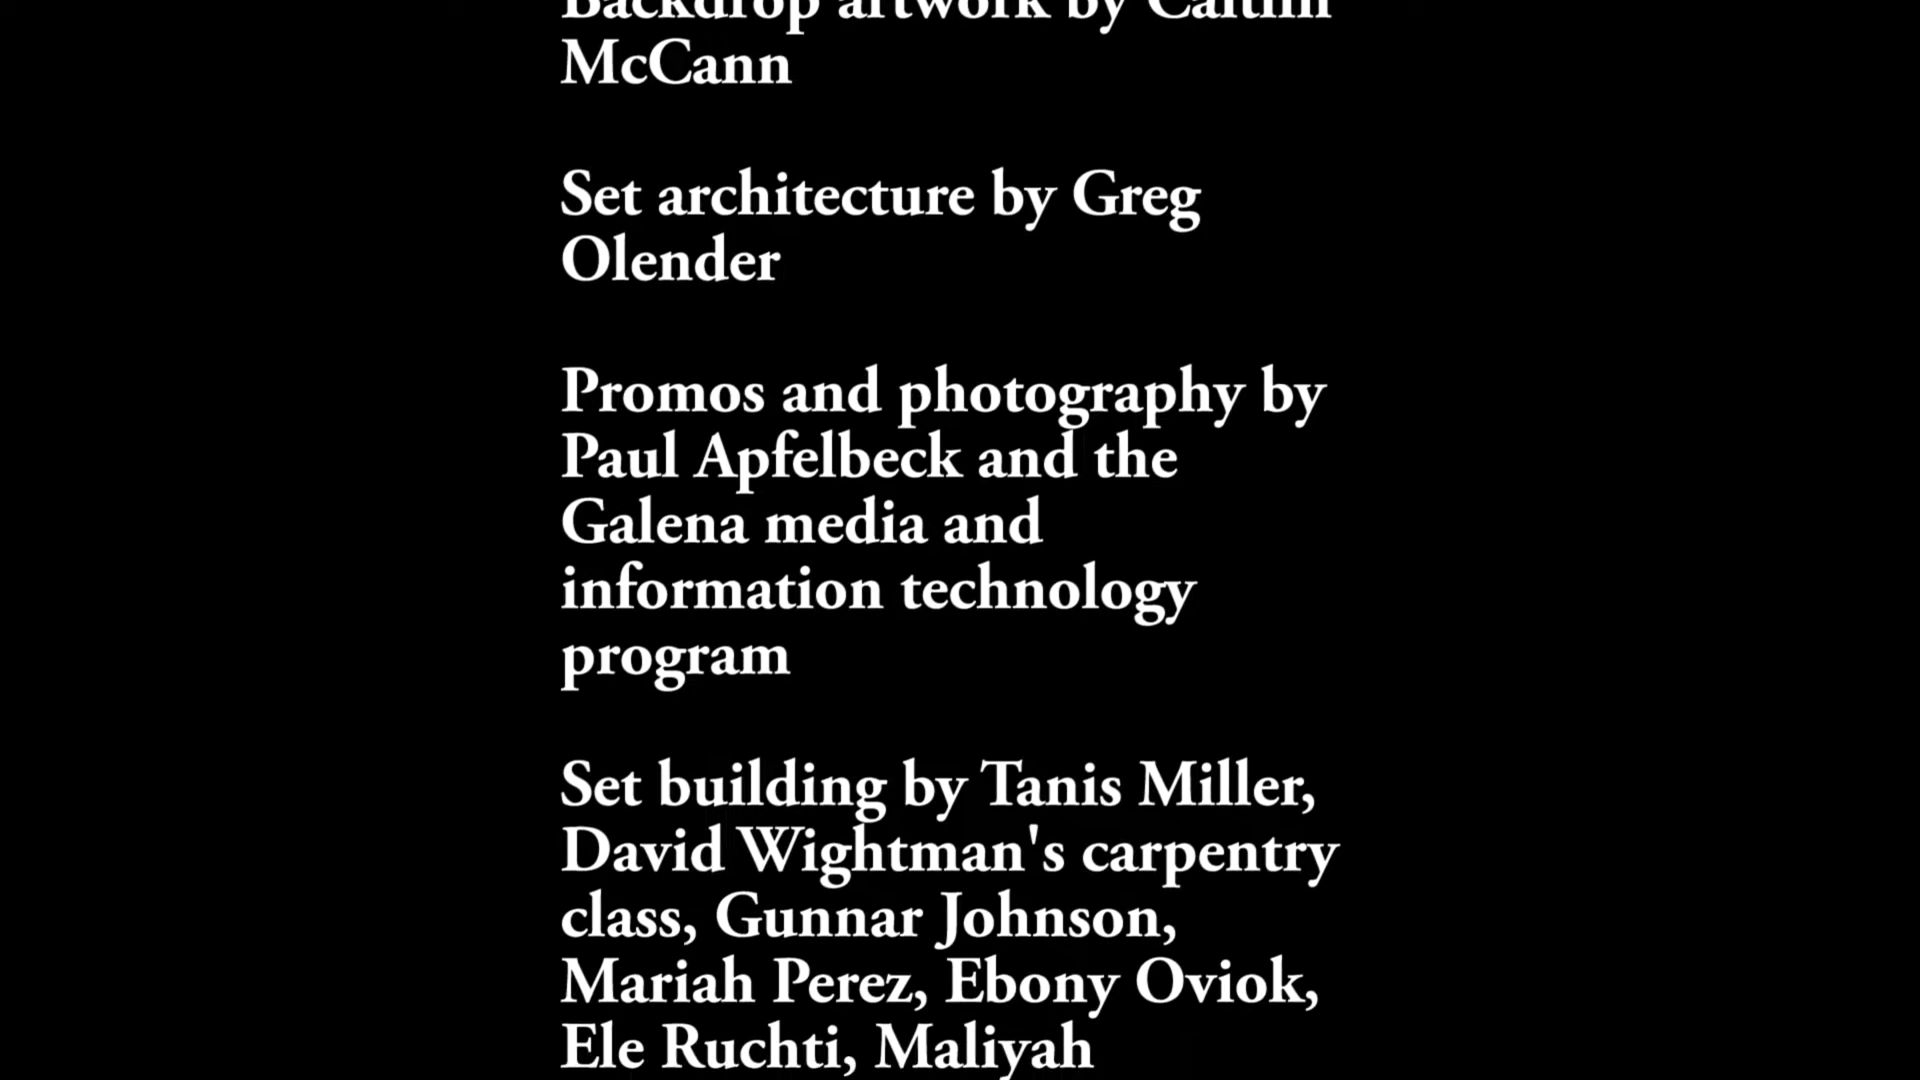 Backdrop artwork by Caitlin
McCann
Set architecture by Greg
Olender
Promos and photography by
Paul Apfelbeck and the
Galena media and
information technology
program
Set building by Tanis Miller,
David Wightman's carpentry
class, Gunnar Johnson,
Mariah Perez, Ebony Oviok,
Ele Ruchti, Maliyah